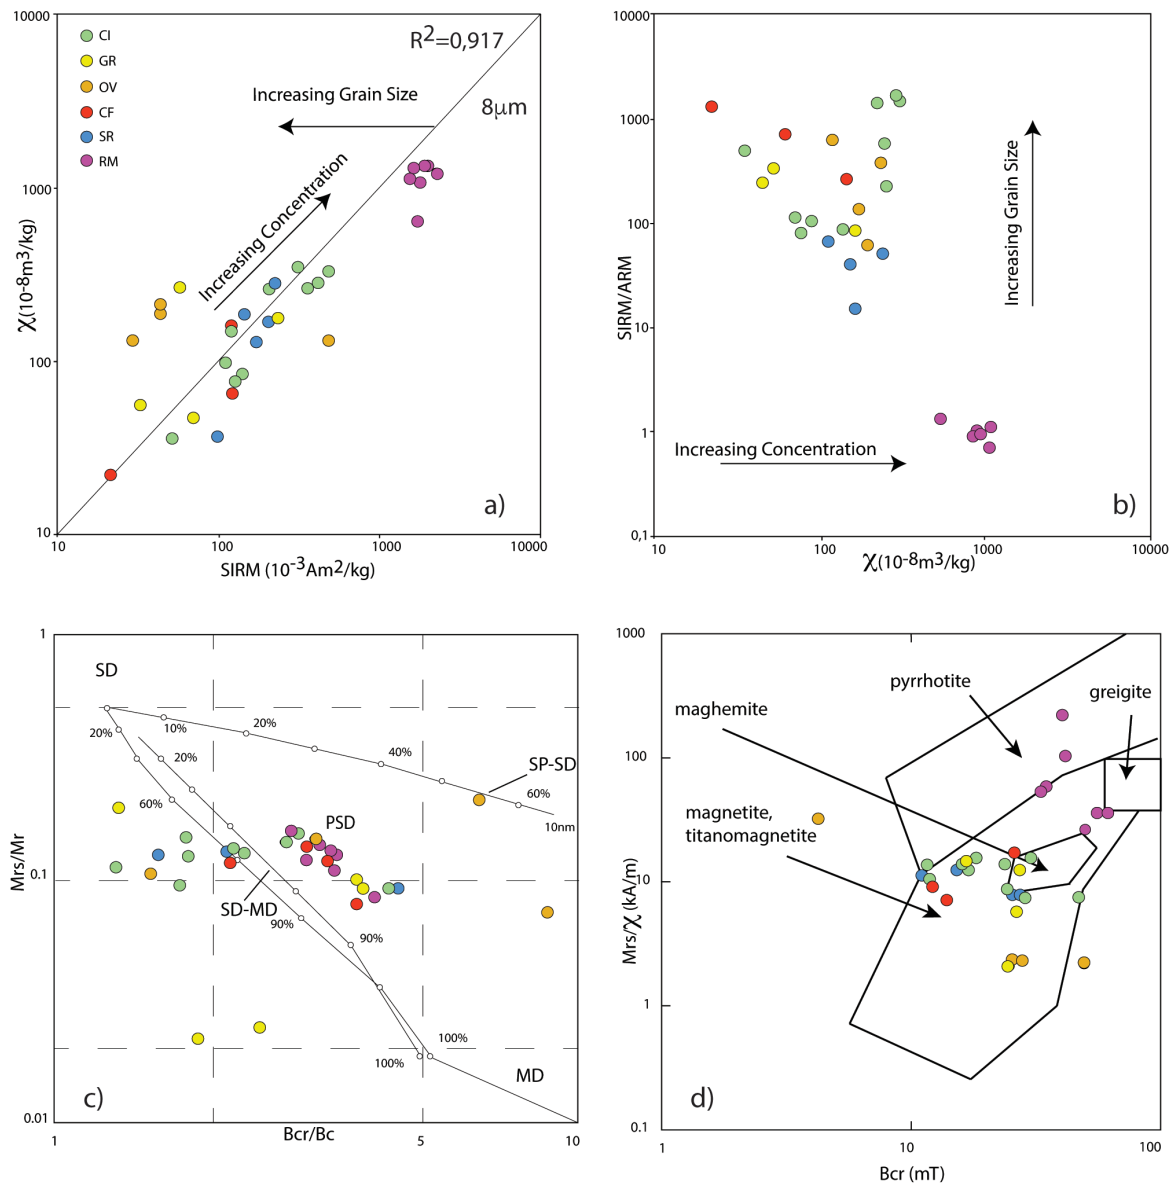 10000
1000
100
10
χ(10-8m3/kg)
CI
GR
OV
CF
SR
RM
R2=0,917
8μm
Increasing Grain Size
Increasing Concentration
a)
10
100
1000
10000
SIRM (10-3Am2/kg)
10000
1000
100
10
1
0,1
SIRM/ARM
Increasing Grain Size
Increasing Concentration
b)
10
100
1000
10000
χ(10-8m3/kg)
1
0.1
0.01
Mrs/Mr
SD
10%
20%
20%
20%
40%
SP-SD
60%
60%
10nm
PSD
SD-MD
90%
90%
100%
100%
MD
c)
1
5
10
Bcr/Bc
1000
100
10
1
0.1
Mrs/χ (kA/m)
pyrrhotite
greigite
maghemite
magnetite,
titanomagnetite
d)
1
10
100
Bcr (mT)